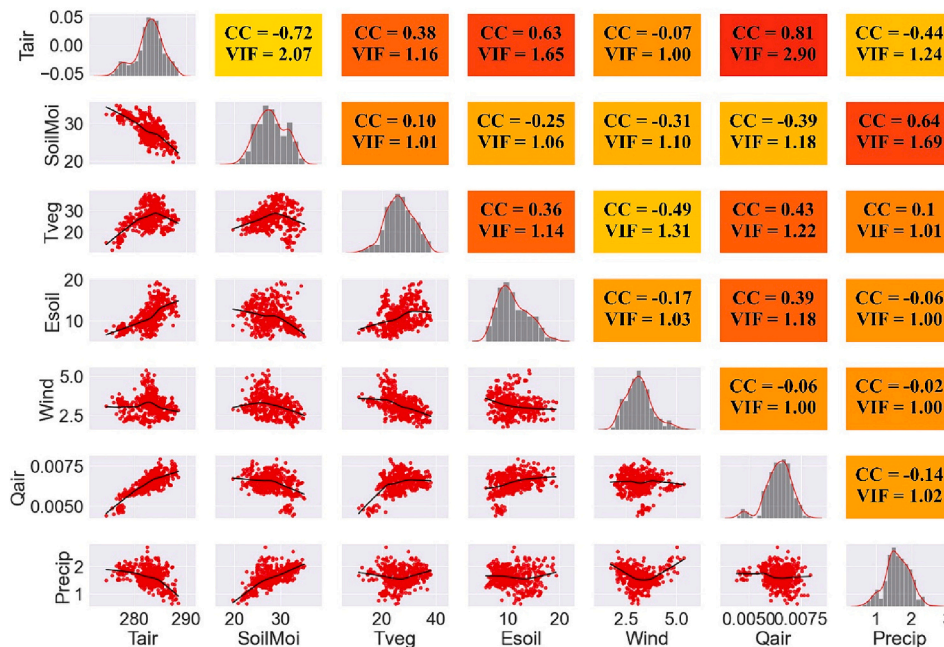 Tair
0.05
0.00
−0.05
CC = -0.72
VIF = 2.07
CC = 0.38
VIF = 1.16
CC = 0.63
VIF = 1.65
CC = -0.07
VIF = 1.00
CC = 0.81
VIF = 2.90
CC = -0.44
VIF = 1.24
SoilMoi
30
20
CC = 0.10
VIF = 1.01
CC = -0.25
VIF = 1.06
CC = -0.31
VIF = 1.10
CC = -0.39
VIF = 1.18
CC = 0.64
VIF = 1.69
Tveg
30
20
CC = 0.36
VIF = 1.14
CC = -0.49
VIF = 1.31
CC = 0.43
VIF = 1.22
CC = 0.1
VIF = 1.01
Esoil
20
10
CC = -0.17
VIF = 1.03
CC = 0.39
VIF = 1.18
CC = -0.06
VIF = 1.00
Wind
5.0
2.5
CC = -0.06
VIF = 1.00
CC = -0.02
VIF = 1.00
Qair
0.0075
0.0050
CC = -0.14
VIF = 1.02
Precip
2
1
280 290
20 30
20 40
10 20
2.5 5.0
0.0050 0.0075
1 2 3
Tair SoilMoi Tveg Esoil Wind Qair Precip